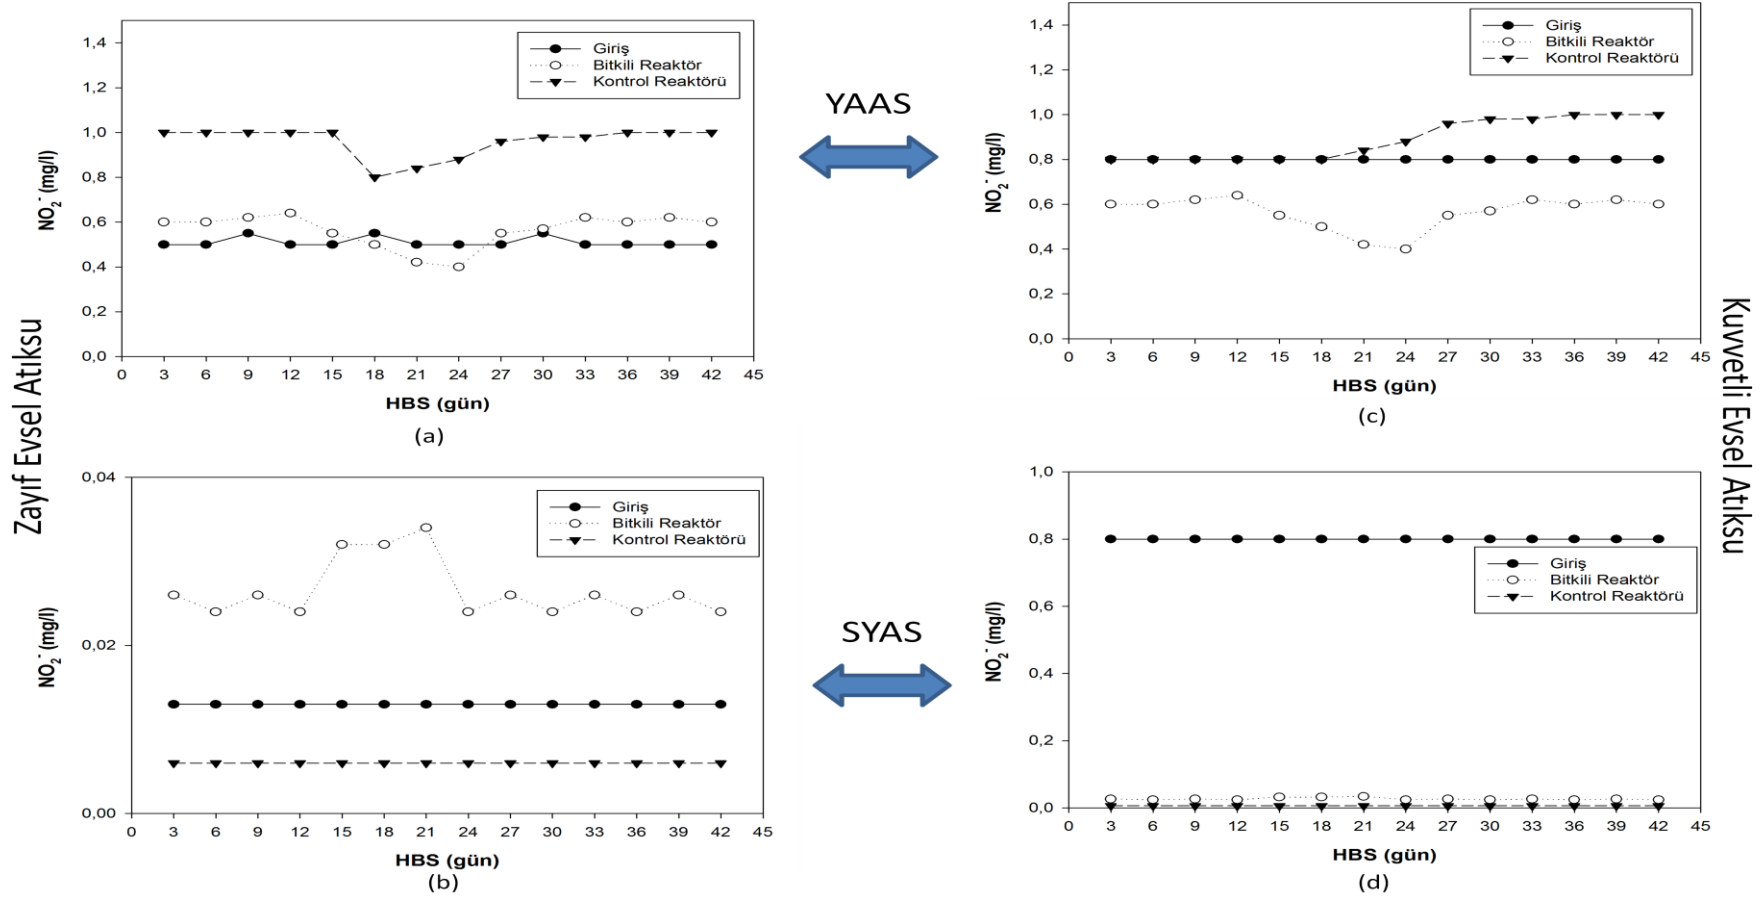 Zayıf Evsel Atıksu
1,4
1,2
1,0
0,8
0,6
0,4
0,2
0,0
NO₂⁻ (mg/l)
Giriş
Bitkili Reaktör
Kontrol Reaktörü
0 3 6 9 12 15 18 21 24 27 30 33 36 39 42 45
HBS (gün)
(a)
YAAS
1,4
1,2
1,0
0,8
0,6
0,4
0,2
0,0
NO₂⁻ (mg/l)
Giriş
Bitkili Reaktör
Kontrol Reaktörü
0 3 6 9 12 15 18 21 24 27 30 33 36 39 42 45
HBS (gün)
(c)
Kuvvetli Evsel Atıksu
0,04
0,02
0,00
NO₂⁻ (mg/l)
Giriş
Bitkili Reaktör
Kontrol Reaktörü
0 3 6 9 12 15 18 21 24 27 30 33 36 39 42 45
HBS (gün)
(b)
SYAS
1,0
0,8
0,6
0,4
0,2
0,0
NO₂⁻ (mg/l)
Giriş
Bitkili Reaktör
Kontrol Reaktörü
0 3 6 9 12 15 18 21 24 27 30 33 36 39 42 45
HBS (gün)
(d)